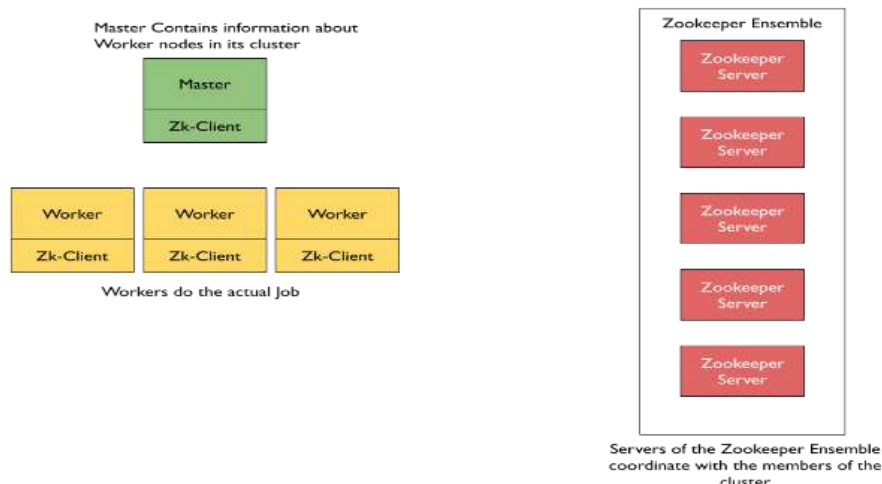 Master Contains information about
Worker nodes in its cluster
Master
Zk-Client
Worker
Worker
Worker
Zk-Client
Zk-Client
Zk-Client
Workers do the actual Job
Zookeeper Ensemble
Zookeeper
Server
Zookeeper
Server
Zookeeper
Server
Zookeeper
Server
Zookeeper
Server
Servers of the Zookeeper Ensemble
coordinate with the members of the
cluster